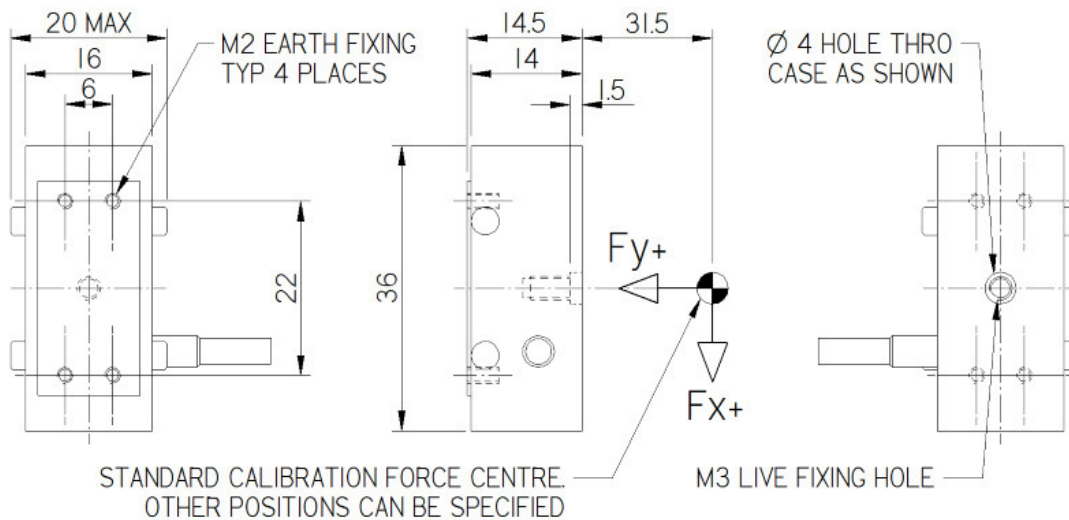 20 MAX
16
6
M2 EARTH FIXING
TYP 4 PLACES
14.5
31.5
14
1.5
Ø 4 HOLE THRO
CASE AS SHOWN
22
36
Fy+
Fx+
STANDARD CALIBRATION FORCE CENTRE.
OTHER POSITIONS CAN BE SPECIFIED
M3 LIVE FIXING HOLE